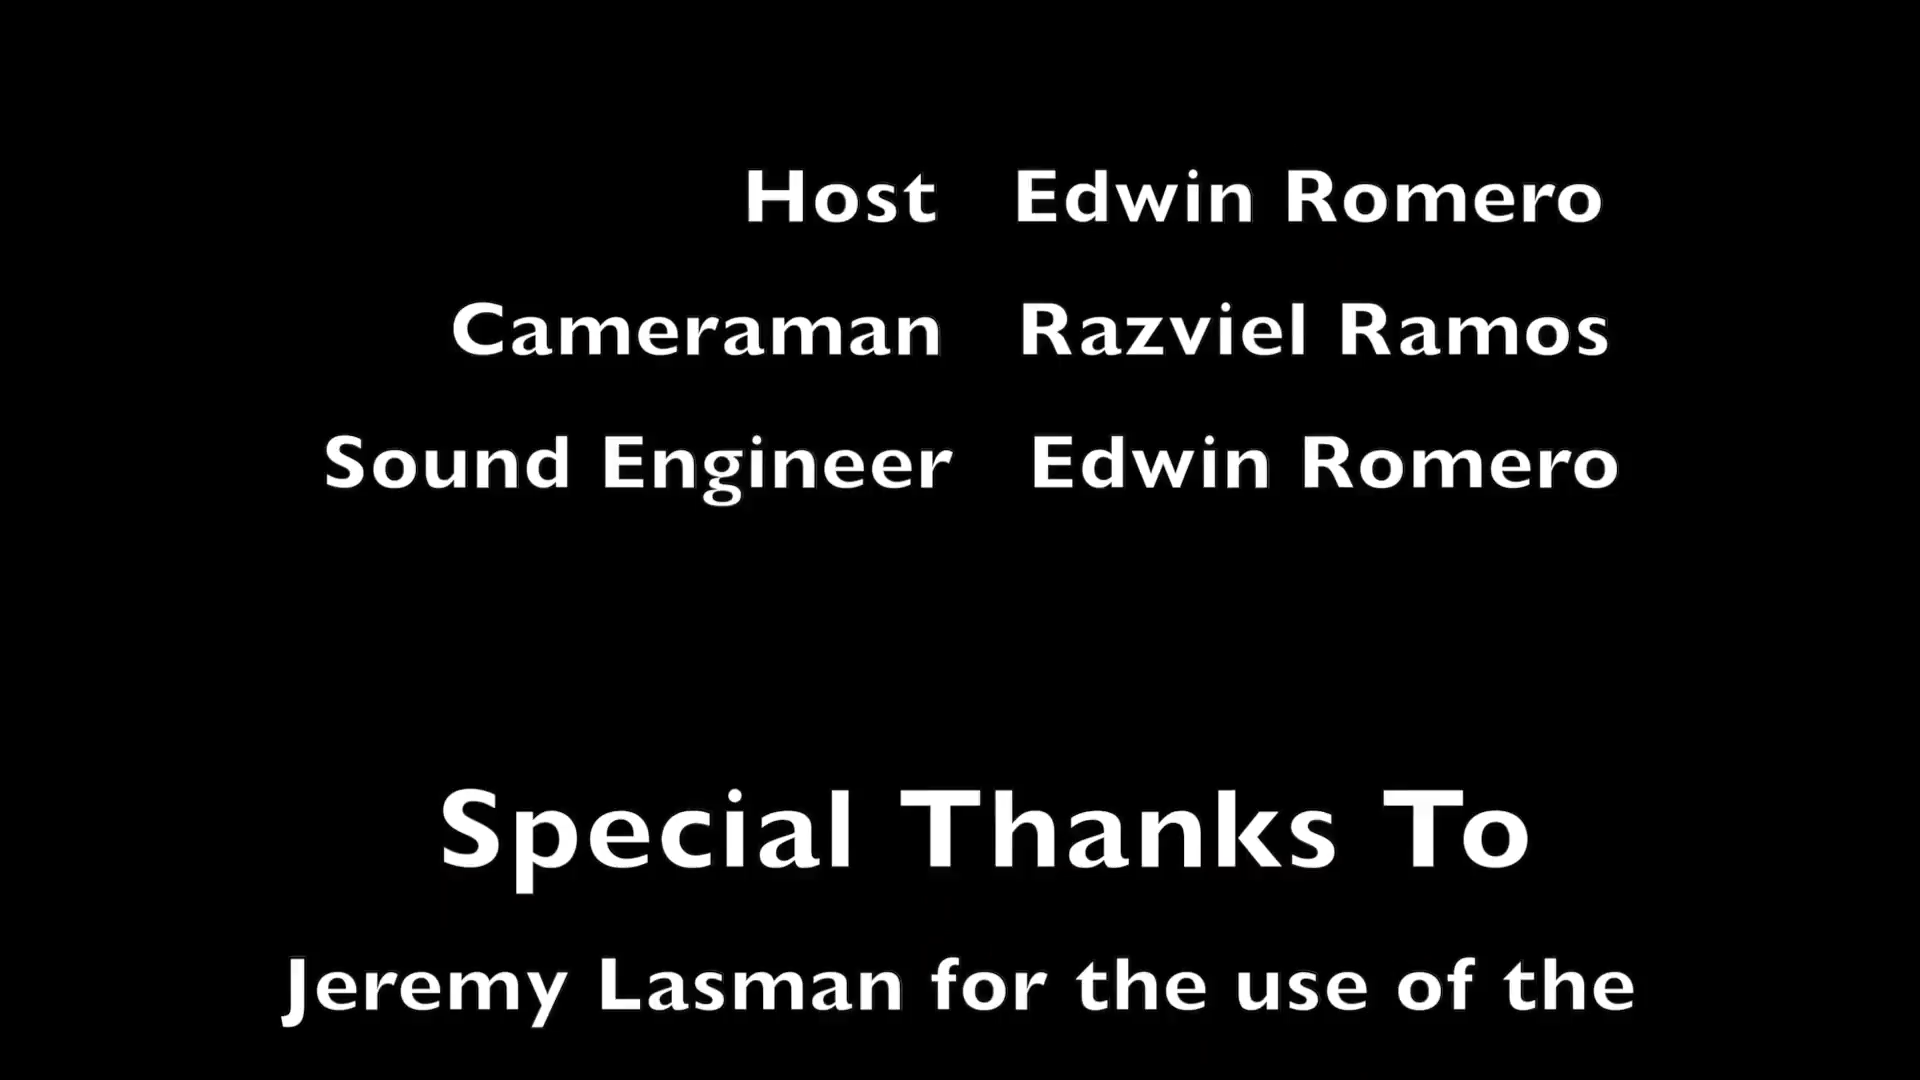 Host Edwin Romero
Cameraman Razviel Ramos
Sound Engineer Edwin Romero
Special Thanks To
Jeremy Lasman for the use of the